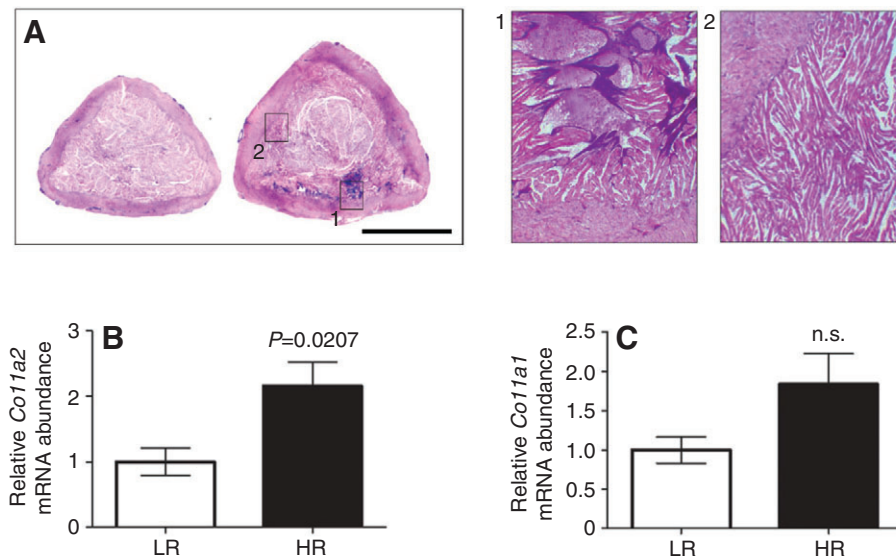 A
2
1
1
2
B
Relative Co11a2
mRNA abundance
3
2
1
0
P=0.0207
LR
HR
C
Relative Co11a1
mRNA abundance
2.5
2.0
1.5
1.0
0.5
0
n.s.
LR
HR